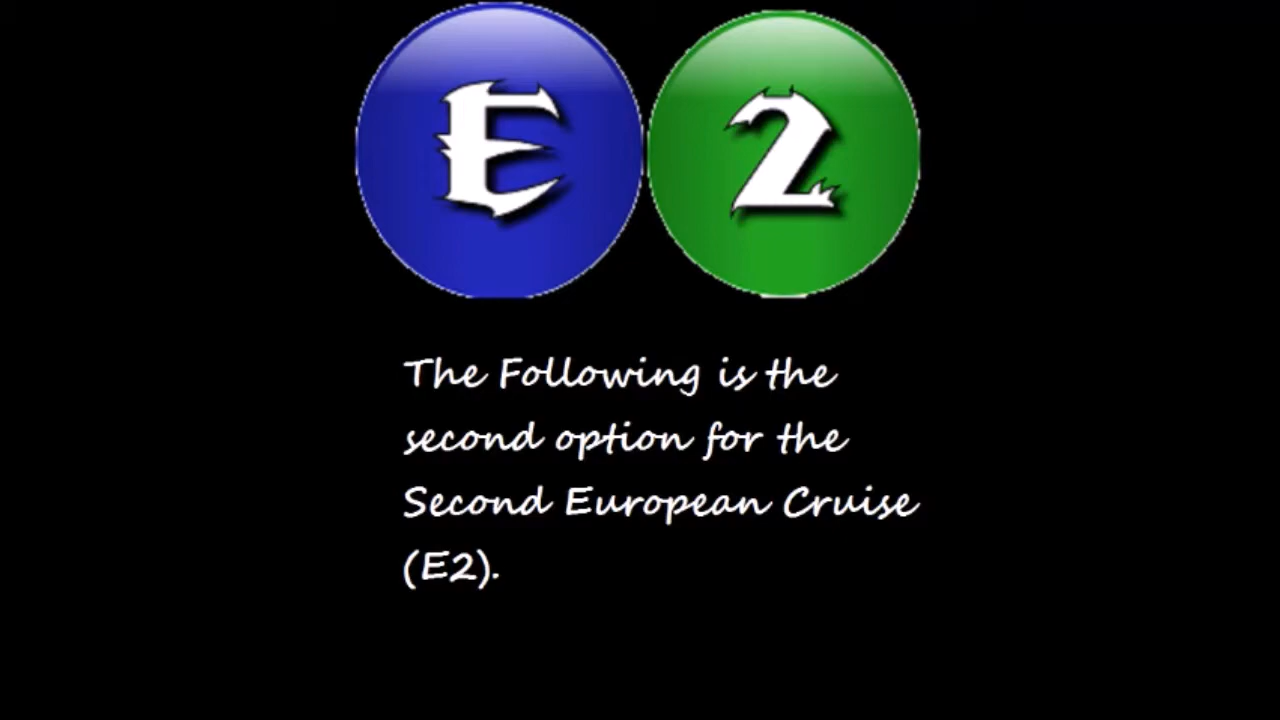 E 2
The Following is the
second option for the
Second European Cruise
(E2).